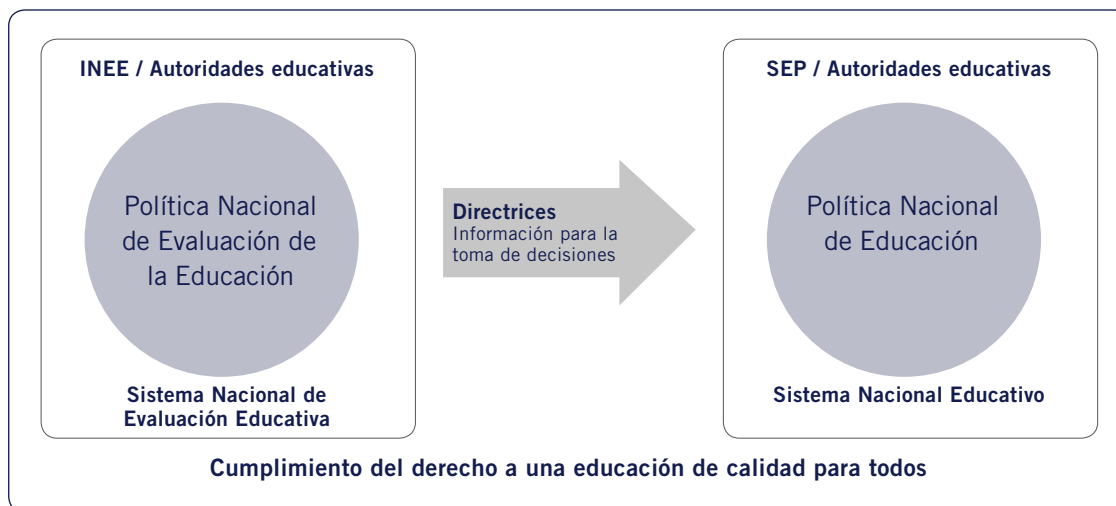 INEE / Autoridades educativas
Política Nacional
de Evaluación de
la Educación
Sistema Nacional de
Evaluación Educativa
Directrices
Información para la
toma de decisiones
SEP / Autoridades educativas
Política Nacional
de Educación
Sistema Nacional Educativo
Cumplimiento del derecho a una educación de calidad para todos